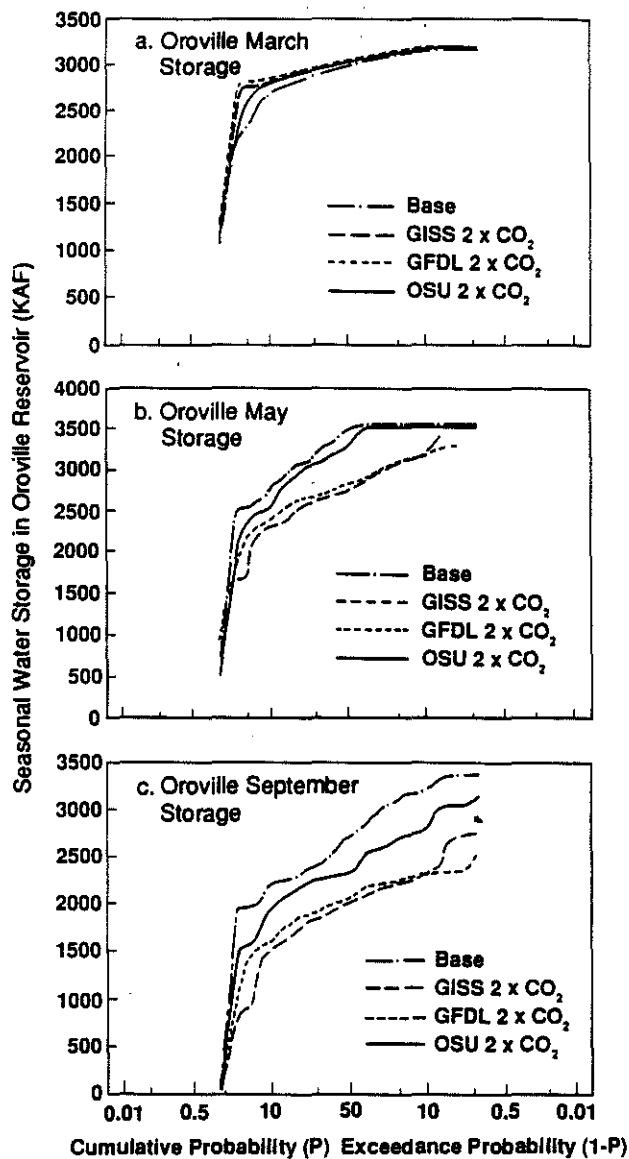 Seasonal Water Storage in Oroville Reservoir (KAF)
3500
3000
2500
2000
1500
1000
500
0
a. Oroville March
Storage
Base
GISS 2 x CO₂
GFDL 2 x CO₂
OSU 2 x CO₂
4000
3500
3000
2500
2000
1500
1000
500
0
b. Oroville May
Storage
Base
GISS 2 x CO₂
GFDL 2 x CO₂
OSU 2 x CO₂
3500
3000
2500
2000
1500
1000
500
0
c. Oroville September
Storage
Base
GISS 2 x CO₂
GFDL 2 x CO₂
OSU 2 x CO₂
0.01 0.5 10 50 10 0.5 0.01
Cumulative Probability (P) Exceedance Probability (1-P)